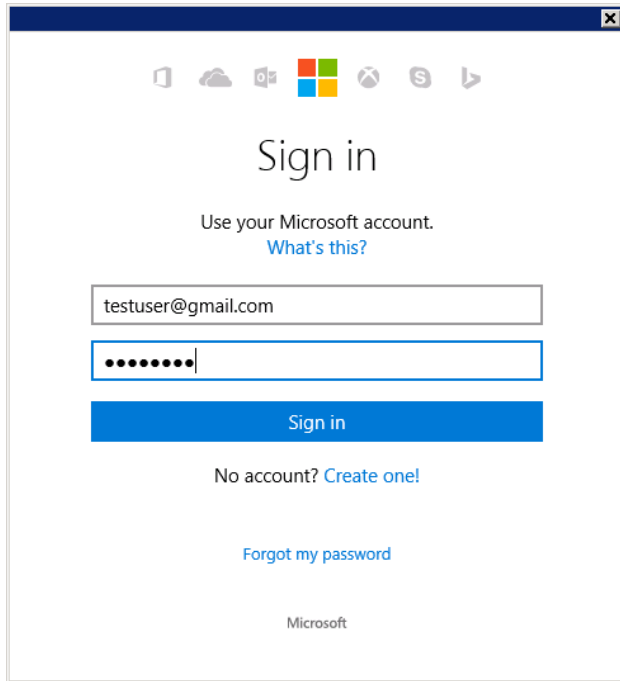 Sign in
Use your Microsoft account.
What's this?
testuser@gmail.com
••••••••
Sign in
No account? Create one!
Forgot my password
Microsoft